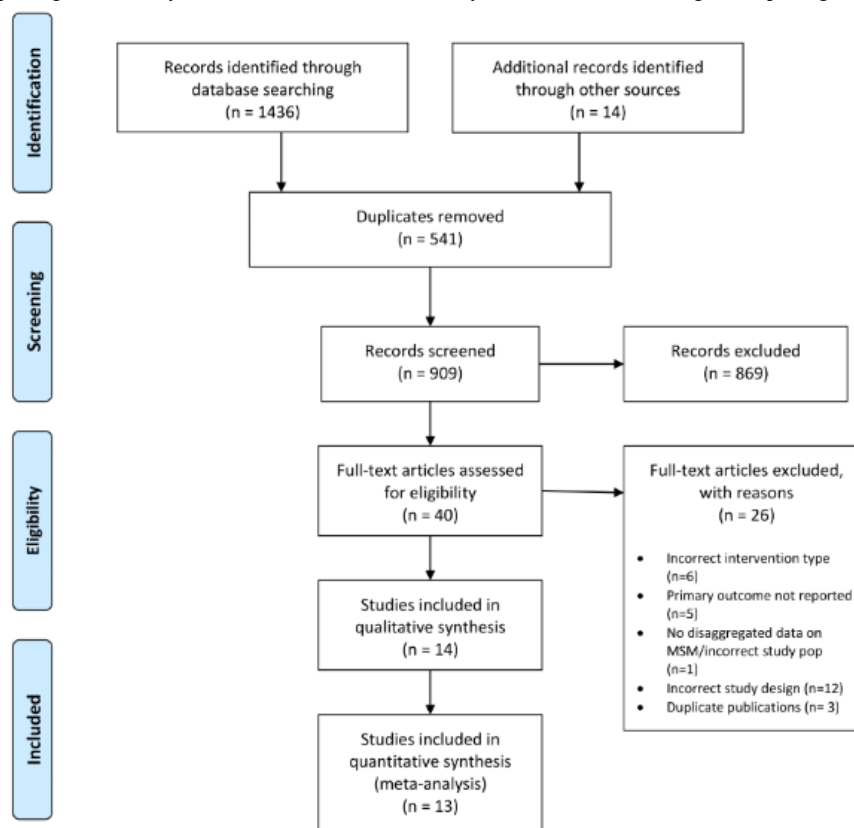 Identification
Records identified through
database searching
(n = 1436)
Additional records identified
through other sources
(n = 14)
Duplicates removed
(n = 541)
Screening
Records screened
(n = 909)
Records excluded
(n = 869)
Eligibility
Full-text articles assessed
for eligibility
(n = 40)
Full-text articles excluded,
with reasons
(n = 26)
• Incorrect intervention type
(n=6)
• Primary outcome not reported
(n=5)
• No disaggregated data on
MSM/incorrect study pop
(n=1)
• Incorrect study design (n=12)
• Duplicate publications (n= 3)
Studies included in
qualitative synthesis
(n = 14)
Included
Studies included in
quantitative synthesis
(meta-analysis)
(n = 13)